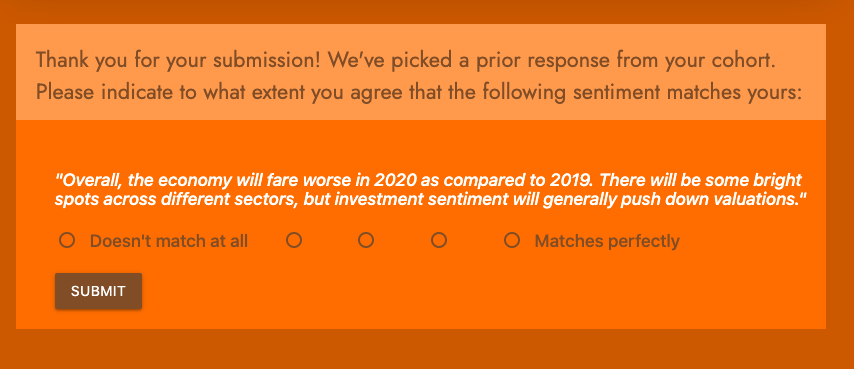 Thank you for your submission! We've picked a prior response from your cohort.
Please indicate to what extent you agree that the following sentiment matches yours:
"Overall, the economy will fare worse in 2020 as compared to 2019. There will be some bright
spots across different sectors, but investment sentiment will generally push down valuations."
Doesn't match at all Matches perfectly
SUBMIT